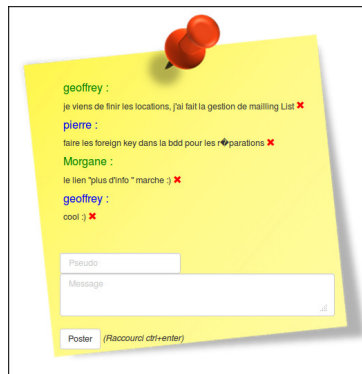 geoffrey :
je viens de finir les locations, j'ai fait la gestion de mailling List ✖
pierre :
faire les foreign key dans la bdd pour les r�parations ✖
Morgane :
le lien "plus d'info " marche :) ✖
geoffrey :
cool :) ✖
Pseudo
Message
Poster (Raccourci ctrl+enter)